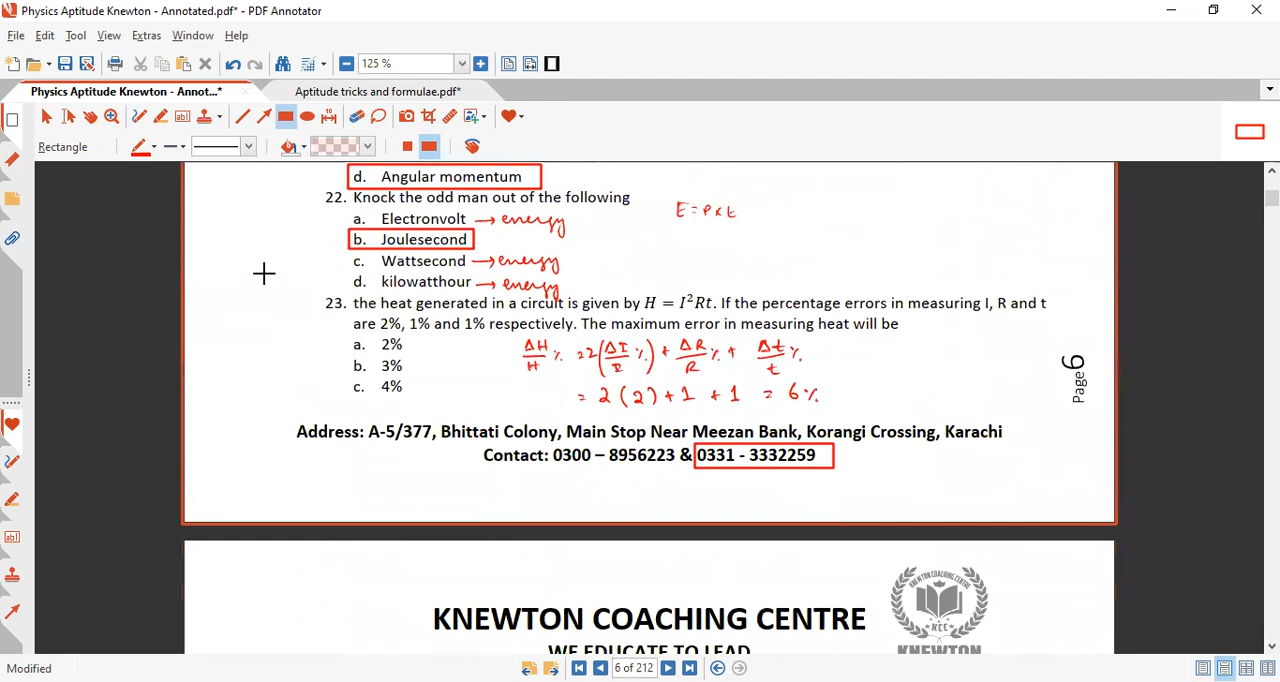 Physics Aptitude Knewton - Annotated.pdf* - PDF Annotator
File Edit Tool View Extras Window Help
125 %
Physics Aptitude Knewton - Annot...* Aptitude tricks and formulae.pdf*
Rectangle
d. Angular momentum
22. Knock the odd man out of the following
E = P x t
a. Electronvolt → energy
b. Joulesecond
c. Wattsecond → energy
d. kilowatthour → energy
23. the heat generated in a circuit is given by H = I²Rt. If the percentage errors in measuring I, R and t
are 2%, 1% and 1% respectively. The maximum error in measuring heat will be
a. 2%
b. 3%
c. 4%
ΔH/H % = 2(ΔI/I %) + ΔR/R % + Δt/t %
= 2 (2) + 1 + 1 = 6 %
Page 6
Address: A-5/377, Bhittati Colony, Main Stop Near Meezan Bank, Korangi Crossing, Karachi
Contact: 0300 – 8956223 & 0331 - 3332259
KNEWTON COACHING CENTRE
WE EDUCATE TO LEAD
KCC
KNEWTON
Modified
6 of 212